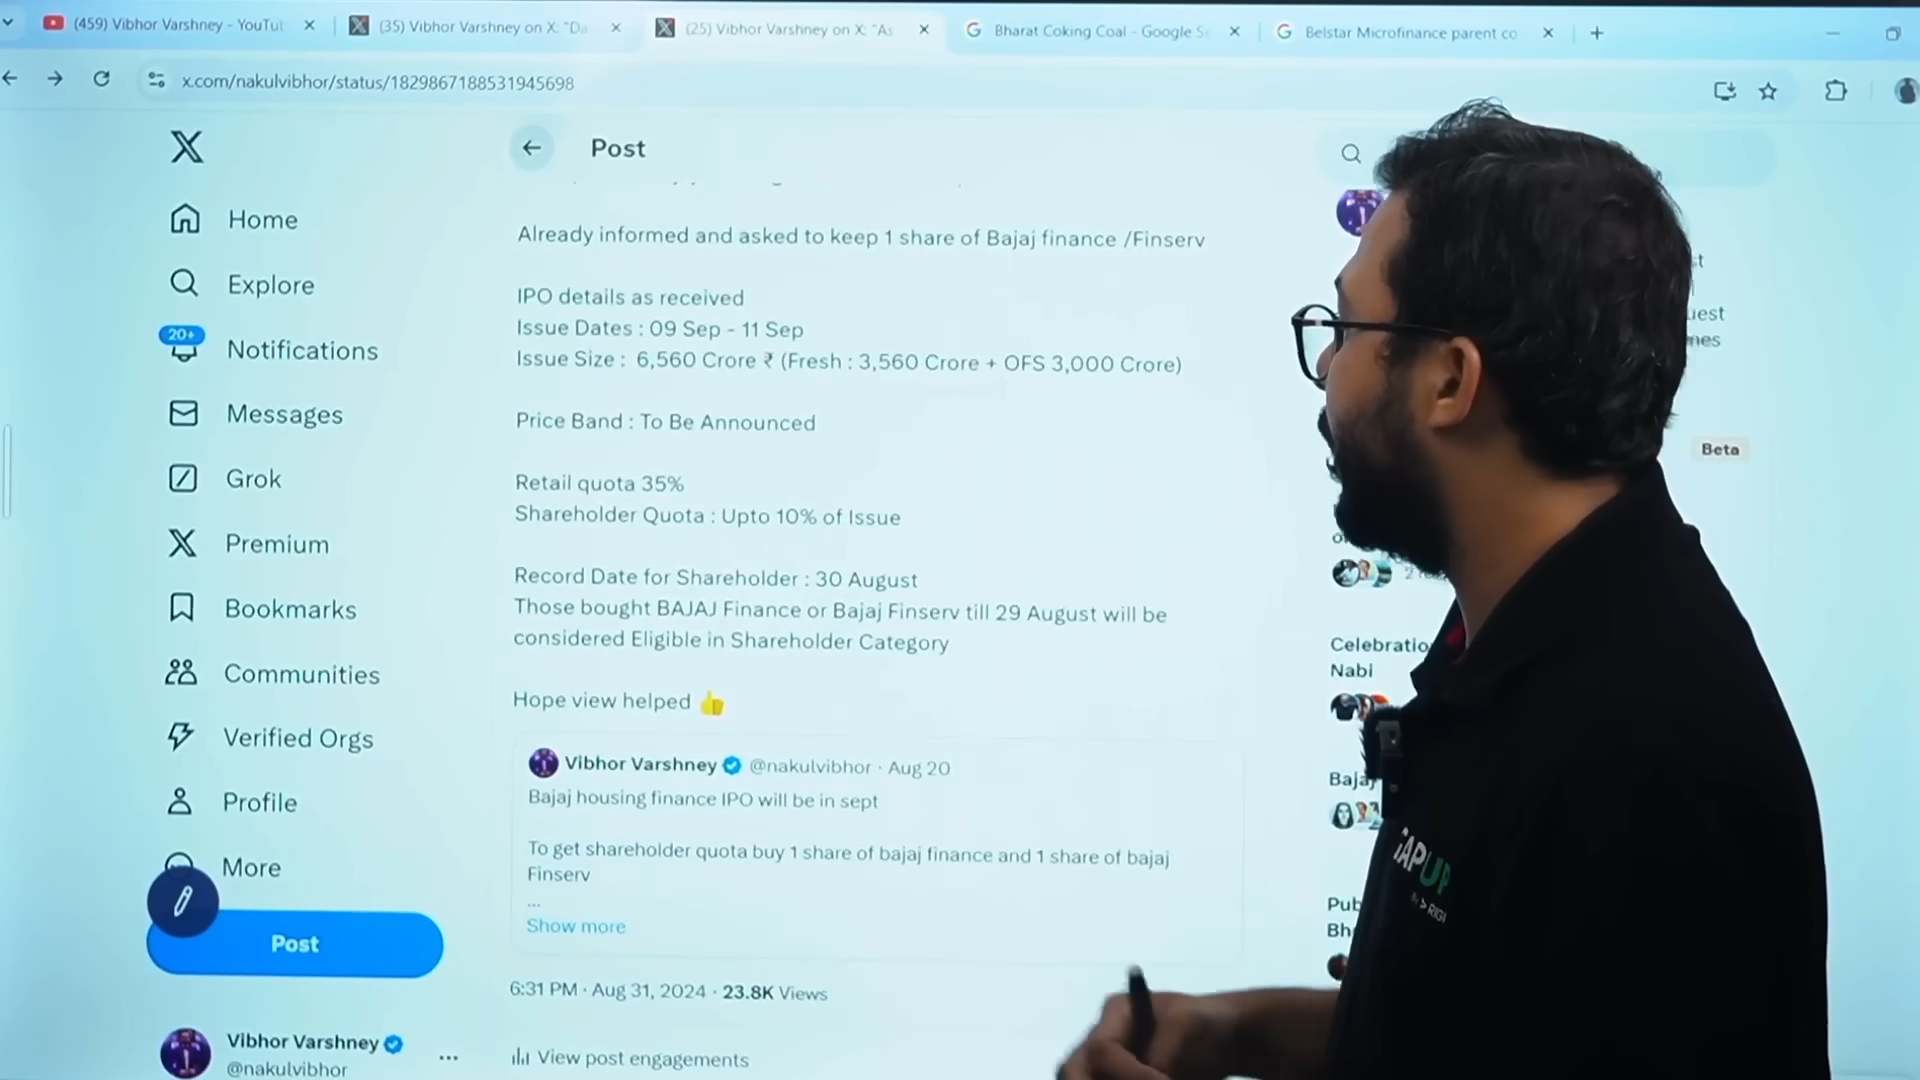 (459) Vibhor Varshney - YouTub
(35) Vibhor Varshney on X: "Da
(25) Vibhor Varshney on X: "As
Bharat Coking Coal - Google Se
Belstar Microfinance parent co
x.com/nakulvibhor/status/1829867188531945698
Home
Explore
20+
Notifications
Messages
Grok
Premium
Bookmarks
Communities
Verified Orgs
Profile
More
Post
Vibhor Varshney
@nakulvibhor
Post
Already informed and asked to keep 1 share of Bajaj finance /Finserv
IPO details as received
Issue Dates : 09 Sep - 11 Sep
Issue Size : 6,560 Crore ₹ (Fresh : 3,560 Crore + OFS 3,000 Crore)
Price Band : To Be Announced
Retail quota 35%
Shareholder Quota : Upto 10% of Issue
Record Date for Shareholder : 30 August
Those bought BAJAJ Finance or Bajaj Finserv till 29 August will be
considered Eligible in Shareholder Category
Hope view helped 👍
Vibhor Varshney @nakulvibhor · Aug 20
Bajaj housing finance IPO will be in sept
To get shareholder quota buy 1 share of bajaj finance and 1 share of bajaj
Finserv
...
Show more
6:31 PM · Aug 31, 2024 · 23.8K Views
View post engagements
Beta
Celebratio
Nabi
Baja
Pub
Bh